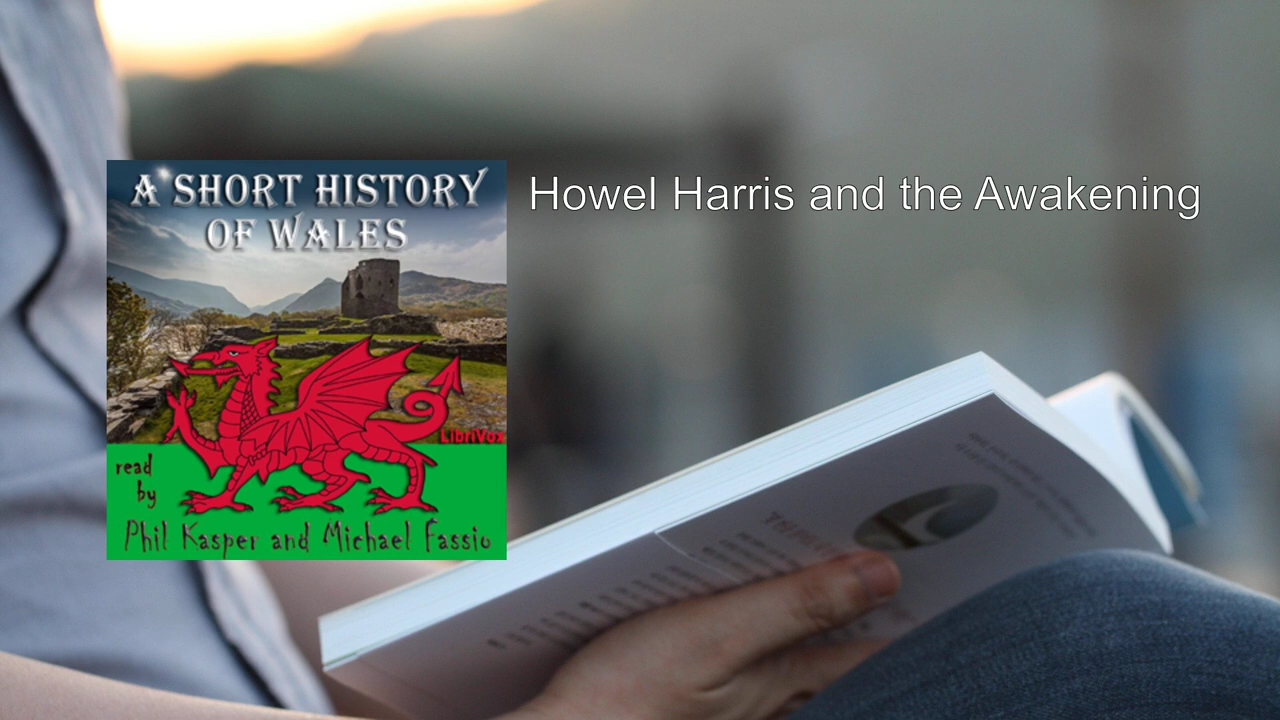 A SHORT HISTORY
OF WALES
LibriVox
read
by
Phil Kasper and Michael Fassio
Howel Harris and the Awakening